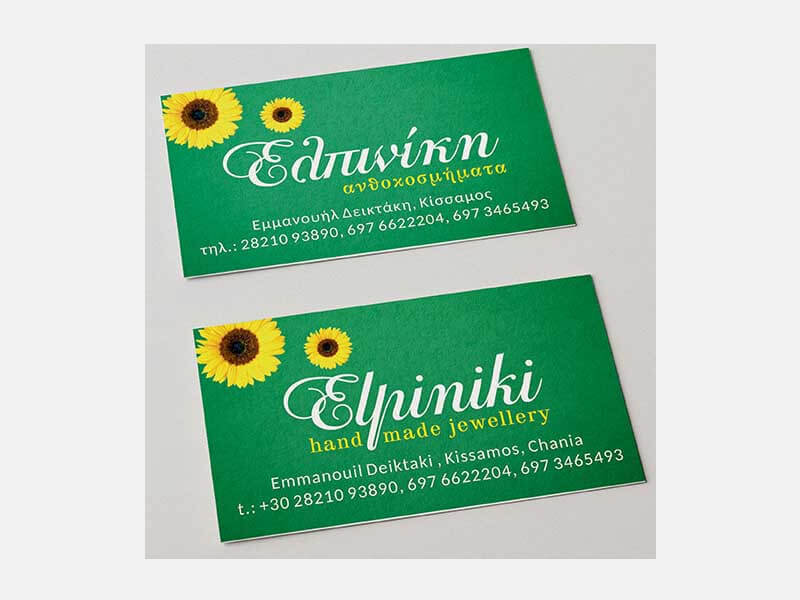 Ελπινίκη
ανθοκοσμήματα
Εμμανουήλ Δεικτάκη, Κίσσαμος
τηλ.: 28210 93890, 697 6622204, 697 3465493
Elpiniki
hand made jewellery
Emmanouil Deiktaki , Kissamos, Chania
t.: +30 28210 93890, 697 6622204, 697 3465493